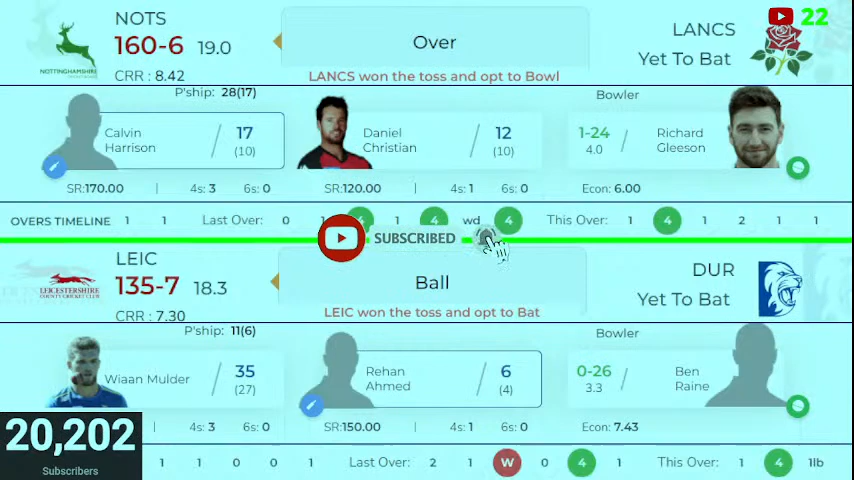 NOTS
160-6 19.0
CRR : 8.42
NOTTINGHAMSHIRE
Over
LANCS won the toss and opt to Bowl
LANCS
Yet To Bat
22
P'ship: 28(17)
Bowler
Calvin Harrison / 17 (10)
Daniel Christian / 12 (10)
1-24 4.0 / Richard Gleeson
SR:170.00 | 4s: 3 6s: 0
SR:120.00 | 4s: 1 6s: 0
Econ: 6.00
OVERS TIMELINE 1 1 Last Over: 0 1 4 1 4 wd 4 This Over: 1 4 1 2 1 1
SUBSCRIBED
LEIC
135-7 18.3
CRR : 7.30
LEICESTERSHIRE
COUNTY CRICKET CLUB
Ball
LEIC won the toss and opt to Bat
DUR
Yet To Bat
P'ship: 11(6)
Bowler
Wiaan Mulder / 35 (27)
Rehan Ahmed / 6 (4)
0-26 3.3 / Ben Raine
4s: 3 6s: 0
SR:150.00 | 4s: 1 6s: 0
Econ: 7.43
20,202
Subscribers
1 1 0 0 1 Last Over: 2 1 W 0 4 1 This Over: 1 4 1lb